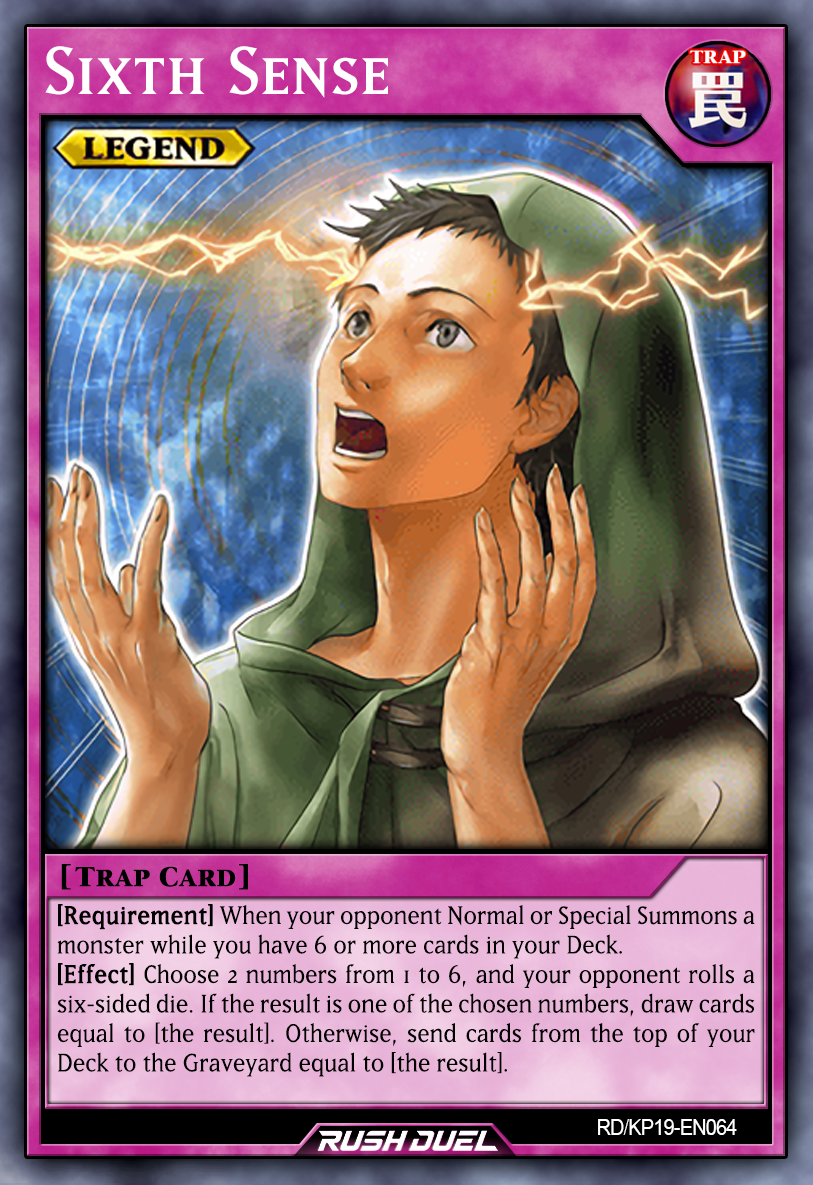 Sixth Sense
TRAP
罠
LEGEND
[Trap Card]
[Requirement] When your opponent Normal or Special Summons a
monster while you have 6 or more cards in your Deck.
[Effect] Choose 2 numbers from 1 to 6, and your opponent rolls a
six-sided die. If the result is one of the chosen numbers, draw cards
equal to [the result]. Otherwise, send cards from the top of your
Deck to the Graveyard equal to [the result].
RD/KP19-EN064
RUSH DUEL